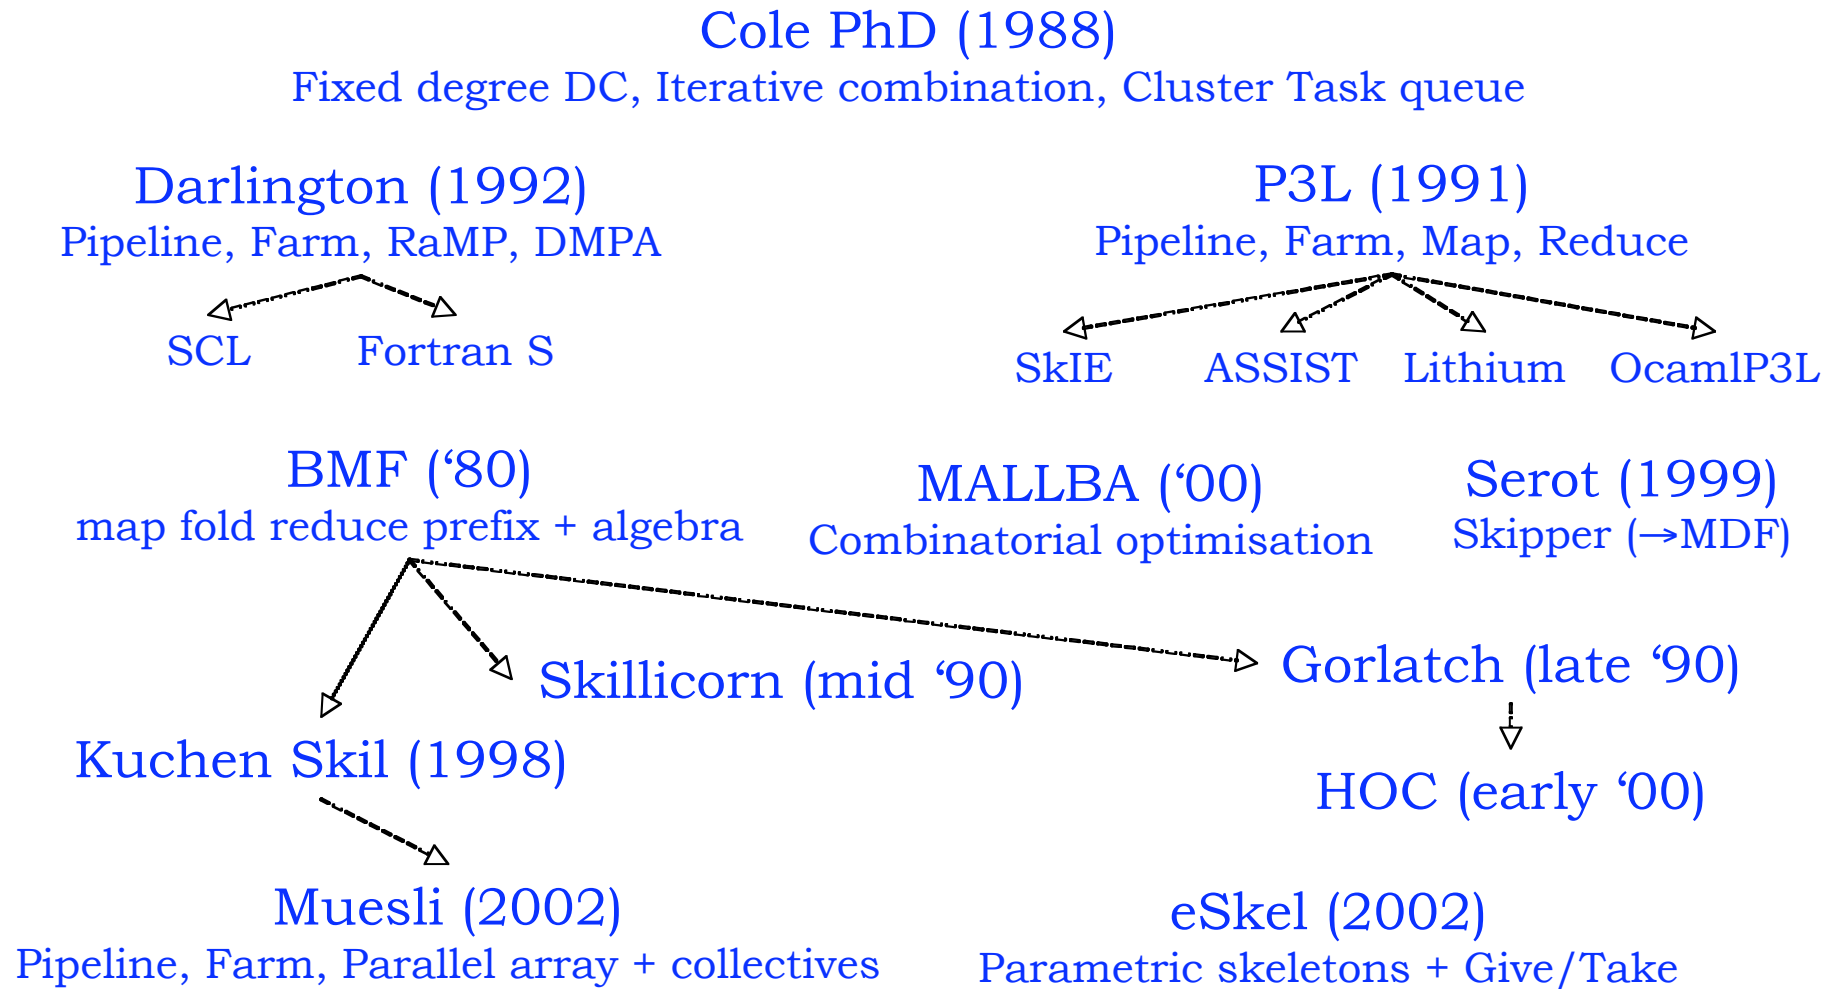 Cole PhD (1988)
Fixed degree DC, Iterative combination, Cluster Task queue
Darlington (1992)
Pipeline, Farm, RaMP, DMPA
SCL
Fortran S
P3L (1991)
Pipeline, Farm, Map, Reduce
SkIE
ASSIST
Lithium
OcamlP3L
BMF (‘80)
map fold reduce prefix + algebra
MALLBA (‘00)
Combinatorial optimisation
Serot (1999)
Skipper (→MDF)
Skillicorn (mid ‘90)
Gorlatch (late ‘90)
Kuchen Skil (1998)
HOC (early ‘00)
Muesli (2002)
Pipeline, Farm, Parallel array + collectives
eSkel (2002)
Parametric skeletons + Give/Take